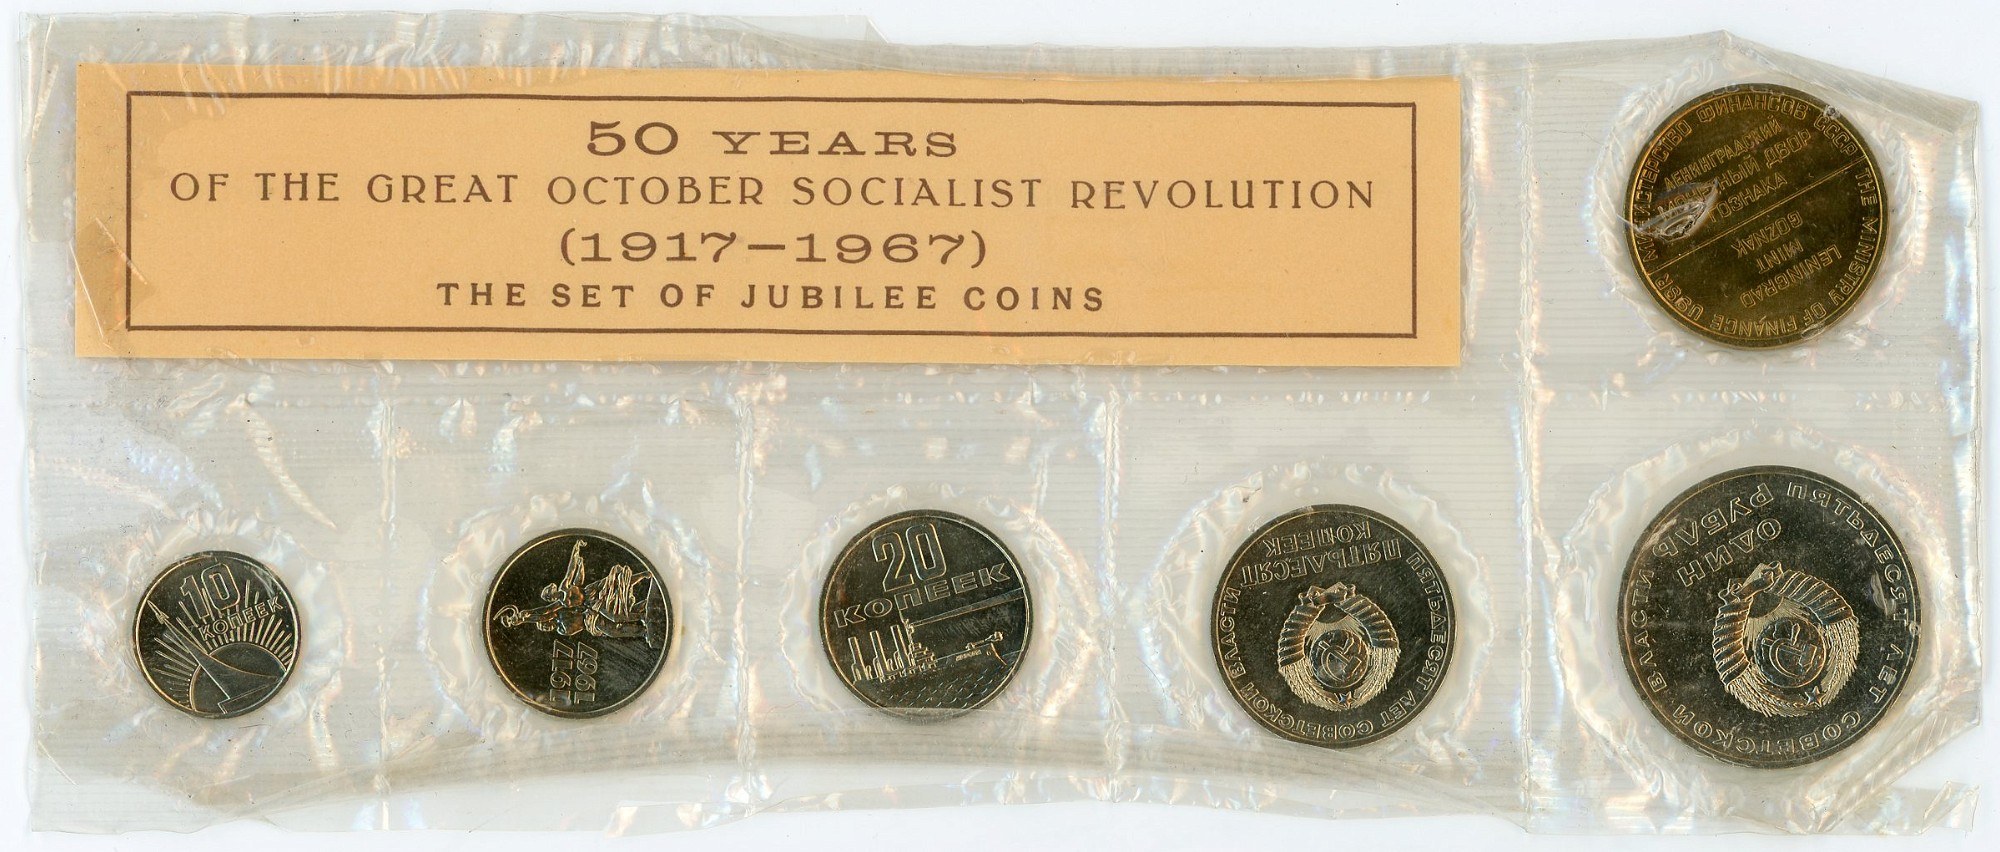 50 YEARS
OF THE GREAT OCTOBER SOCIALIST REVOLUTION
(1917–1967)
THE SET OF JUBILEE COINS
МИНИСТЕРСТВО ФИНАНСОВ СССР THE MINISTRY OF FINANCE USSR
ЛЕНИНГРАДСКИЙ
МОНЕТНЫЙ ДВОР
ГОЗНАКА
LENINGRAD
MINT
GOZNAK
10
КОПЕЕК
1917
1967
20
КОПЕЕК
ПЯТЬДЕСЯТ ЛЕТ СОВЕТСКОЙ ВЛАСТИ
ПЯТЬДЕСЯТ
КОПЕЕК
ПЯТЬДЕСЯТ ЛЕТ СОВЕТСКОЙ ВЛАСТИ
ОДИН
РУБЛЬ